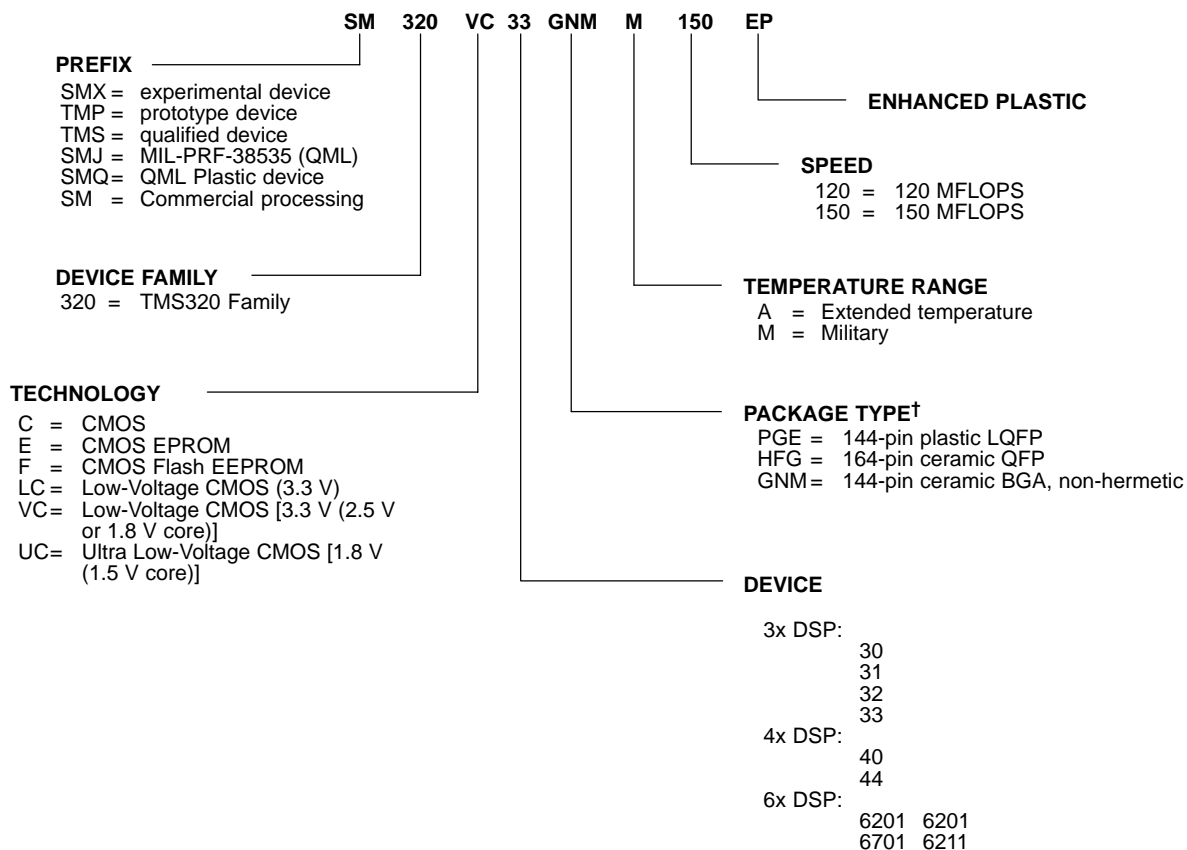 SM 320 VC 33 GNM M 150 EP
PREFIX
SMX = experimental device
TMP = prototype device
TMS = qualified device
SMJ = MIL-PRF-38535 (QML)
SMQ= QML Plastic device
SM = Commercial processing
DEVICE FAMILY
320 = TMS320 Family
TECHNOLOGY
C = CMOS
E = CMOS EPROM
F = CMOS Flash EEPROM
LC = Low-Voltage CMOS (3.3 V)
VC= Low-Voltage CMOS [3.3 V (2.5 V
or 1.8 V core)]
UC= Ultra Low-Voltage CMOS [1.8 V
(1.5 V core)]
ENHANCED PLASTIC
SPEED
120 = 120 MFLOPS
150 = 150 MFLOPS
TEMPERATURE RANGE
A = Extended temperature
M = Military
PACKAGE TYPE†
PGE = 144-pin plastic LQFP
HFG = 164-pin ceramic QFP
GNM = 144-pin ceramic BGA, non-hermetic
DEVICE
3x DSP:
30
31
32
33
4x DSP:
40
44
6x DSP:
6201 6201
6701 6211